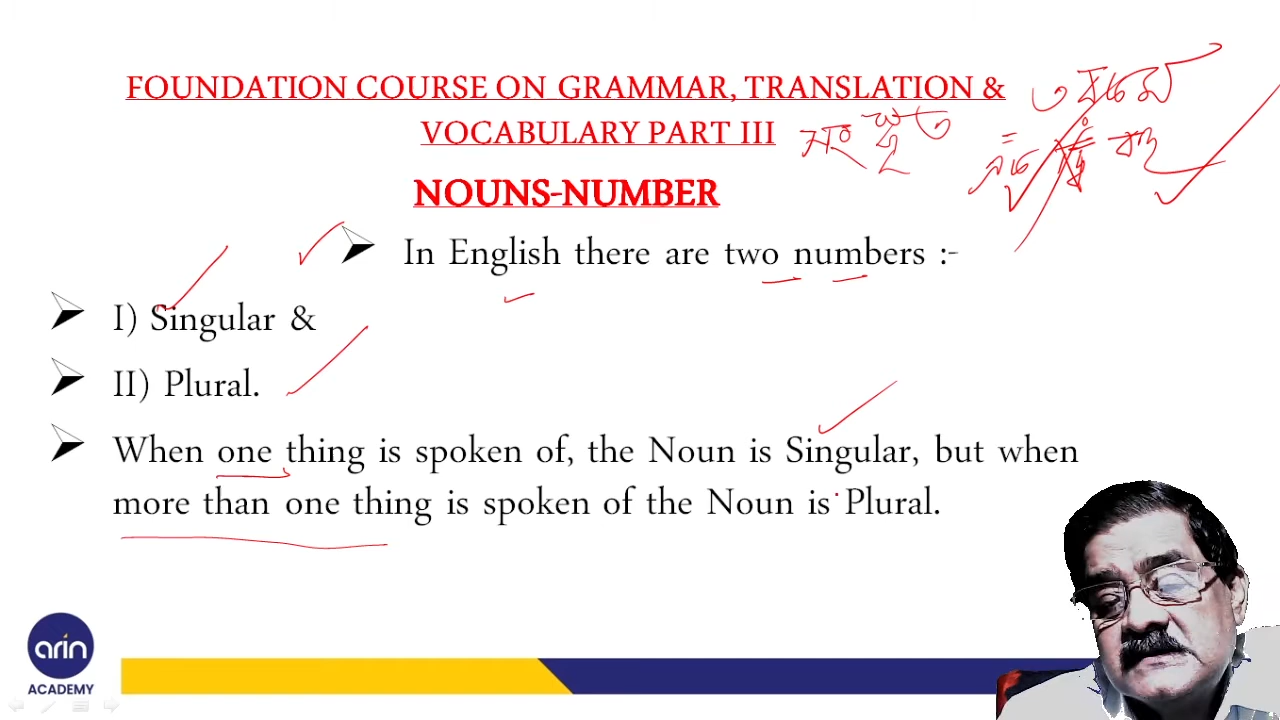 FOUNDATION COURSE ON GRAMMAR, TRANSLATION &
VOCABULARY PART III
সংস্কৃত
NOUNS-NUMBER
➢ In English there are two numbers :-
➢ I) Singular &
➢ II) Plural.
➢ When one thing is spoken of, the Noun is Singular, but when
more than one thing is spoken of the Noun is Plural.
arin
ACADEMY